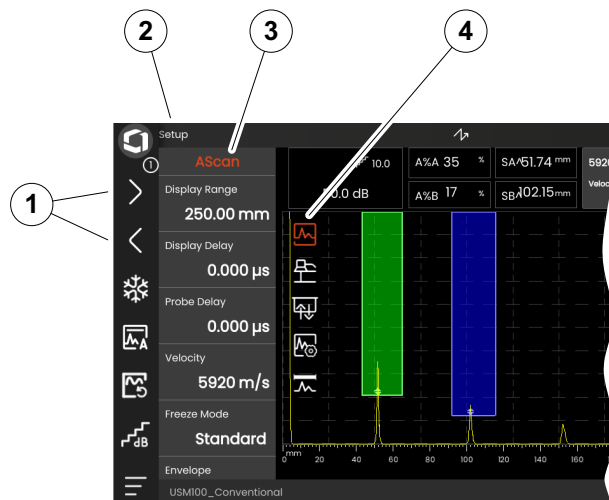 2
3
4
1
Setup
1
AScan
10.0
.0 dB
A%A 35 %
SA 51.74 mm
592
A%B 17 %
SB 102.15 mm
Veloc
Display Range
250.00 mm
Display Delay
0.000 µs
Probe Delay
0.000 µs
Velocity
5920 m/s
Freeze Mode
Standard
Envelope
A
dB
mm 20 40 60 80 100 120 140 160
USM100_Conventional